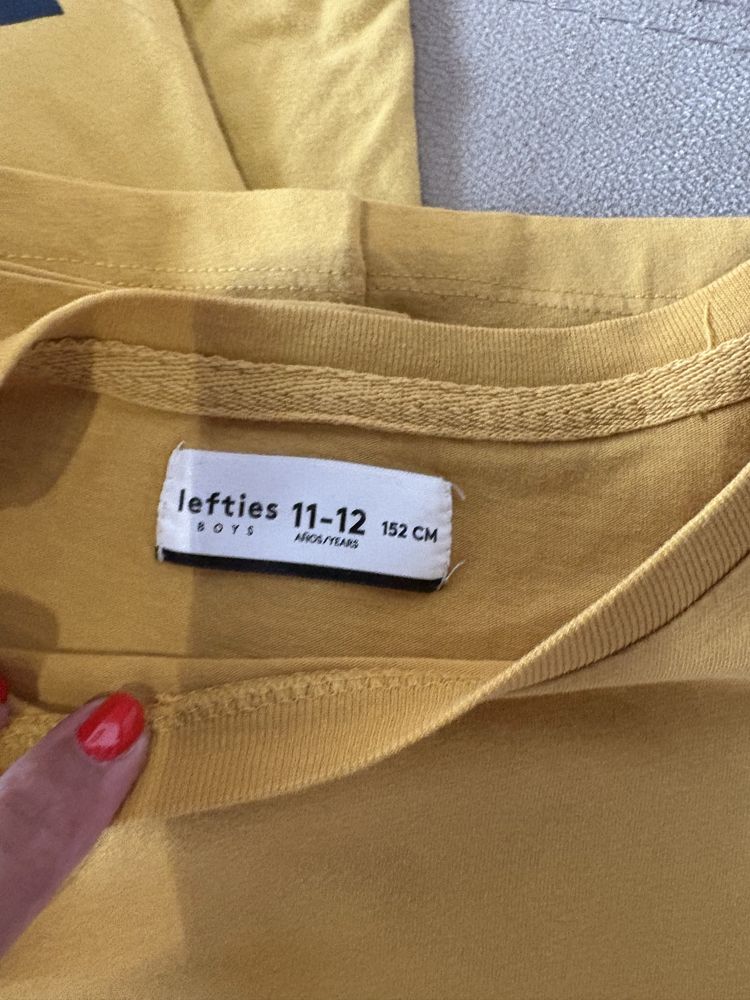 lefties 11-12 152 CM
BOYS AÑOS/YEARS